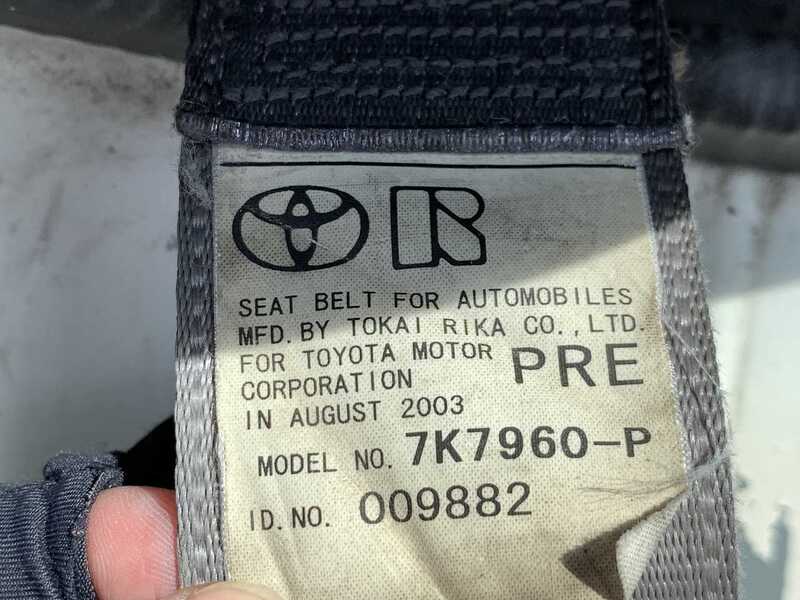 SEAT BELT FOR AUTOMOBILES
MFD. BY TOKAI RIKA CO., LTD.
FOR TOYOTA MOTOR
CORPORATION PRE
IN AUGUST 2003
MODEL NO. 7K7960-P
ID. NO. 009882